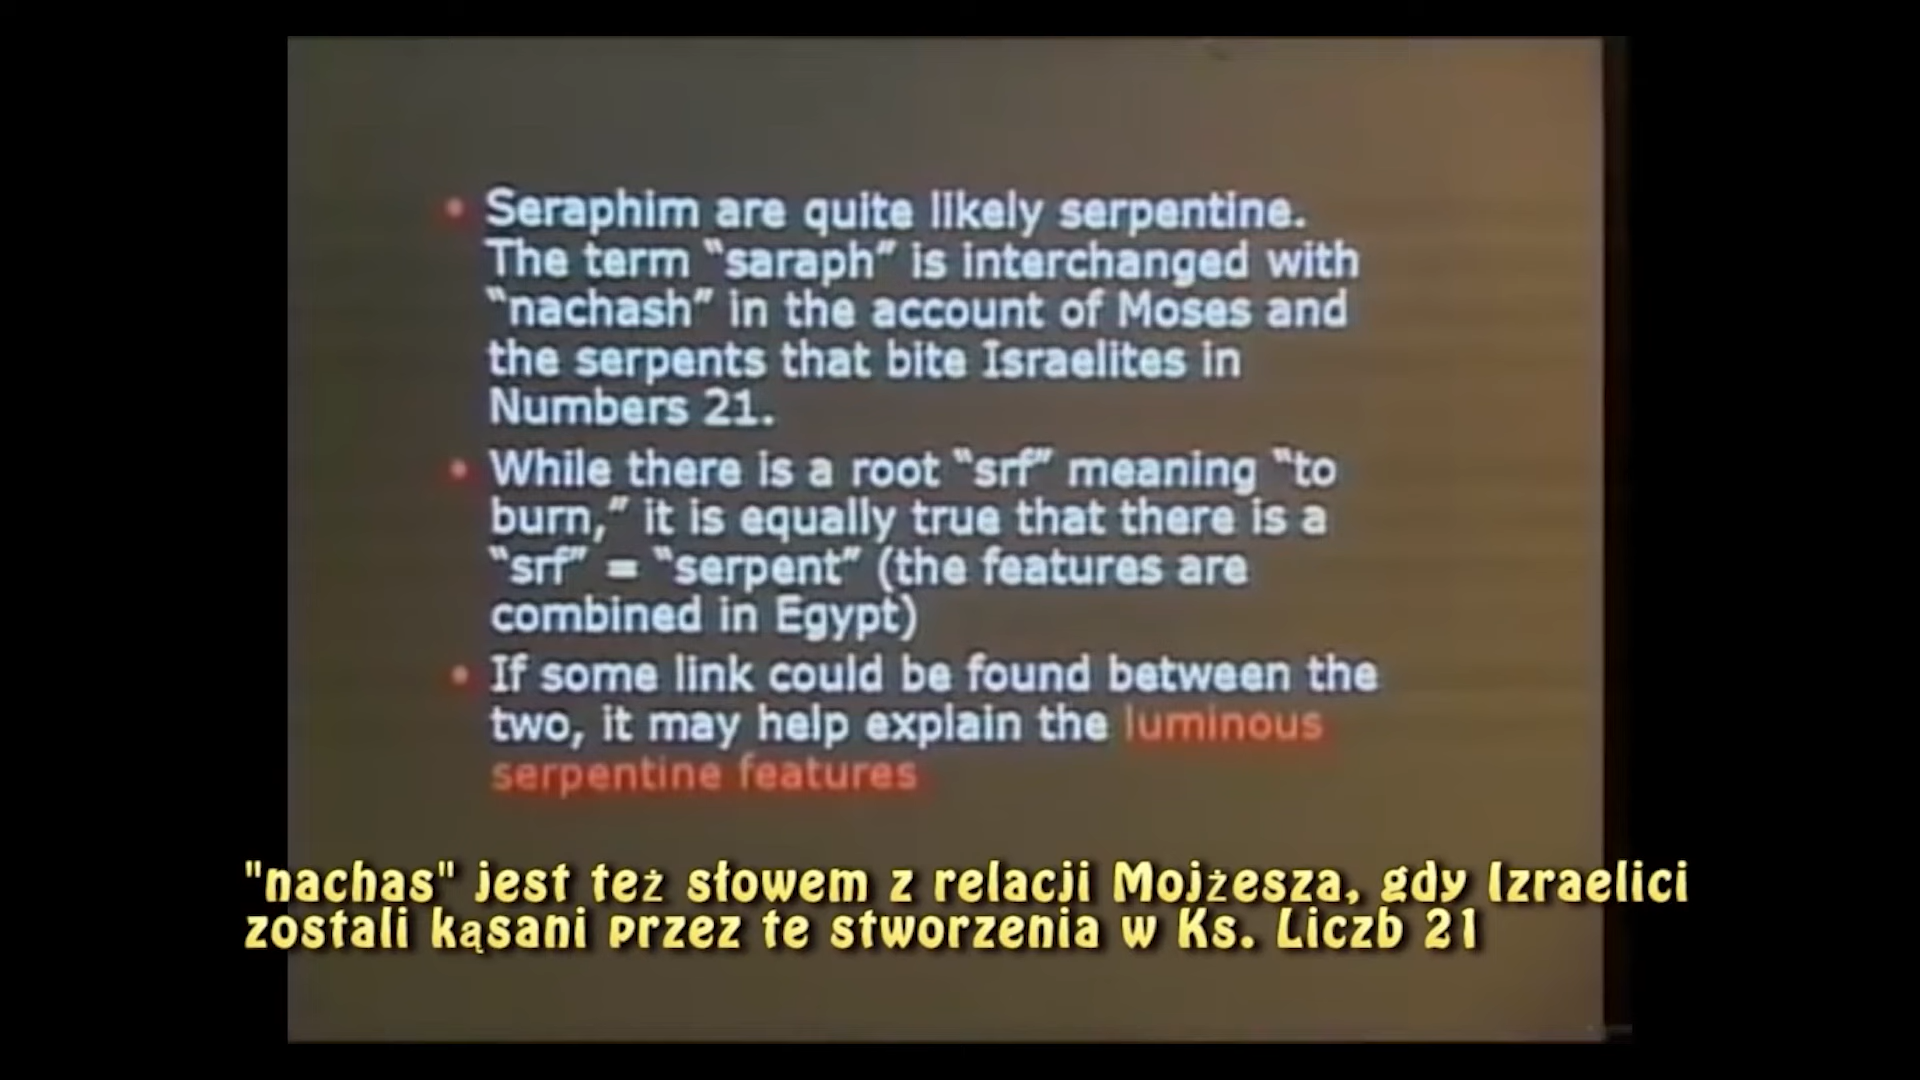 • Seraphim are quite likely serpentine.
The term “saraph” is interchanged with
“nachash” in the account of Moses and
the serpents that bite Israelites in
Numbers 21.
• While there is a root “srf” meaning “to
burn,” it is equally true that there is a
“srf” = “serpent” (the features are
combined in Egypt)
• If some link could be found between the
two, it may help explain the luminous
serpentine features
"nachas" jest też słowem z relacji Mojżesza, gdy Izraelici
zostali kąsani przez te stworzenia w Ks. Liczb 21